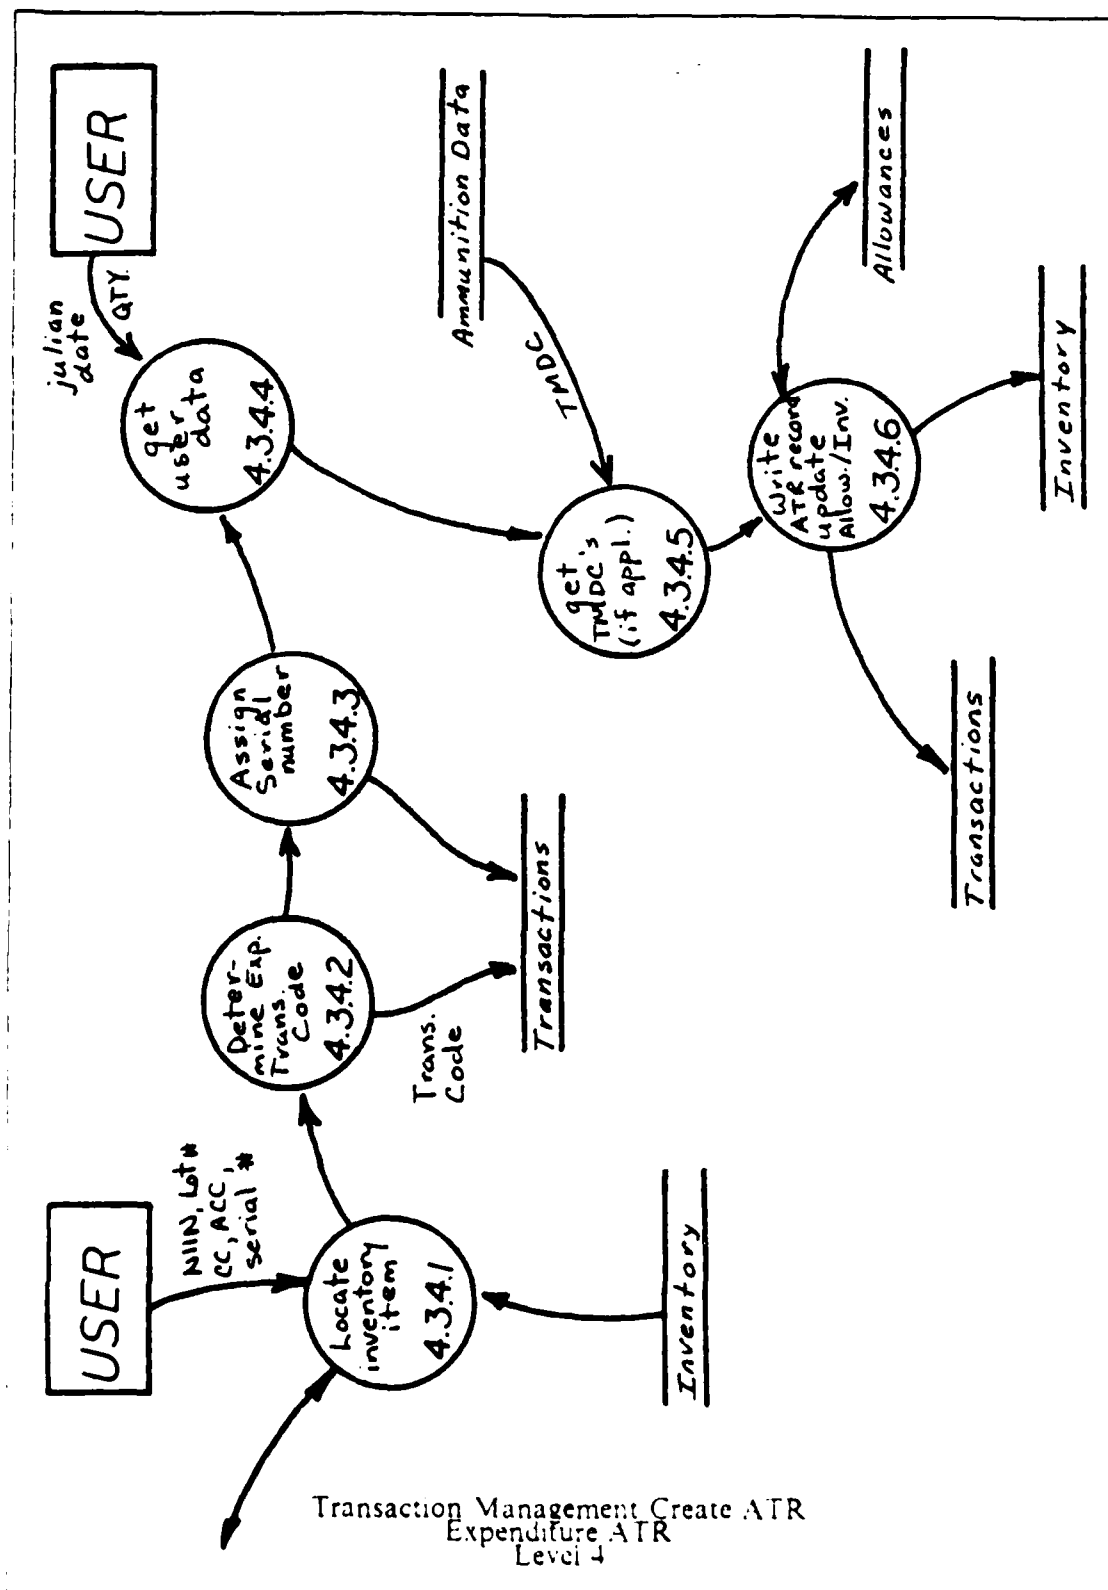 USER
NIIN, Lot#
CC, ACC,
serial #
Locate
inventory
item
4.3.4.1
Inventory
Deter-
mine Exp.
Trans.
Code
4.3.4.2
Trans.
Code
Assign
Serial
number
4.3.4.3
Transactions
USER
julian
date
QTY.
get
user
data
4.3.4.4
Ammunition Data
TMDC
get
TMDC's
(if appl.)
4.3.4.5
Write
ATR record
update
Allow./Inv.
4.3.4.6
Allowances
Inventory
Transactions
Transaction Management Create ATR
Expenditure ATR
Level 4